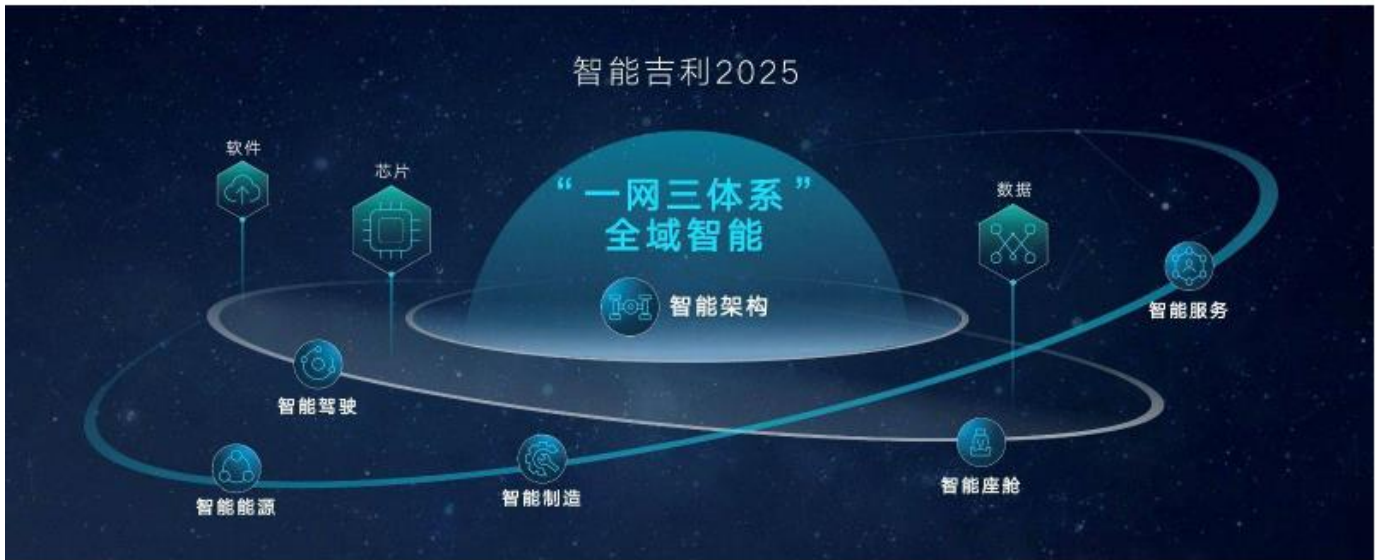 智能吉利2025
软件
芯片
“一网三体系”
全域智能
数据
智能架构
智能服务
智能驾驶
智能座舱
智能制造
智能能源